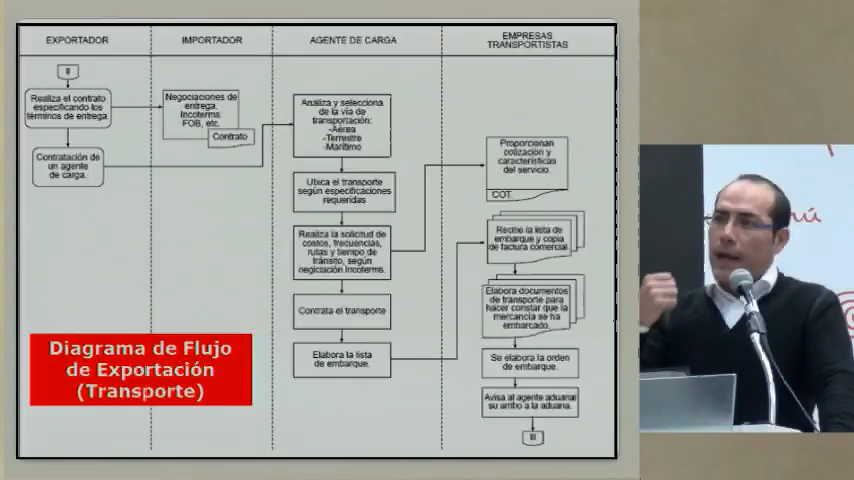 EXPORTADOR
IMPORTADOR
AGENTE DE CARGA
EMPRESAS
TRANSPORTISTAS
II
Realiza el contrato
especificando los
términos de entrega
Contratación de
un agente
de carga.
Negociaciones de
entrega.
Incoterms:
FOB, etc.
Contrato
Analiza y selecciona
de la vía de
transportación:
-Aérea
-Terrestre
-Marítimo
Ubica el transporte
según especificaciones
requeridas
Realiza la solicitud de
costos, frecuencias,
rutas y tiempo de
tránsito, según
negociación Incoterms.
Contrata el transporte
Elabora la lista
de embarque.
Proporcionan
cotización y
características
del servicio.
COT
Recibe la lista de
embarque y copia
de factura comercial.
Elabora documentos
de transporte para
hacer constar que la
mercancía se ha
embarcado.
Se elabora la orden
de embarque.
Avisa al agente aduanal
su arribo a la aduana.
III
Diagrama de Flujo
de Exportación
(Transporte)